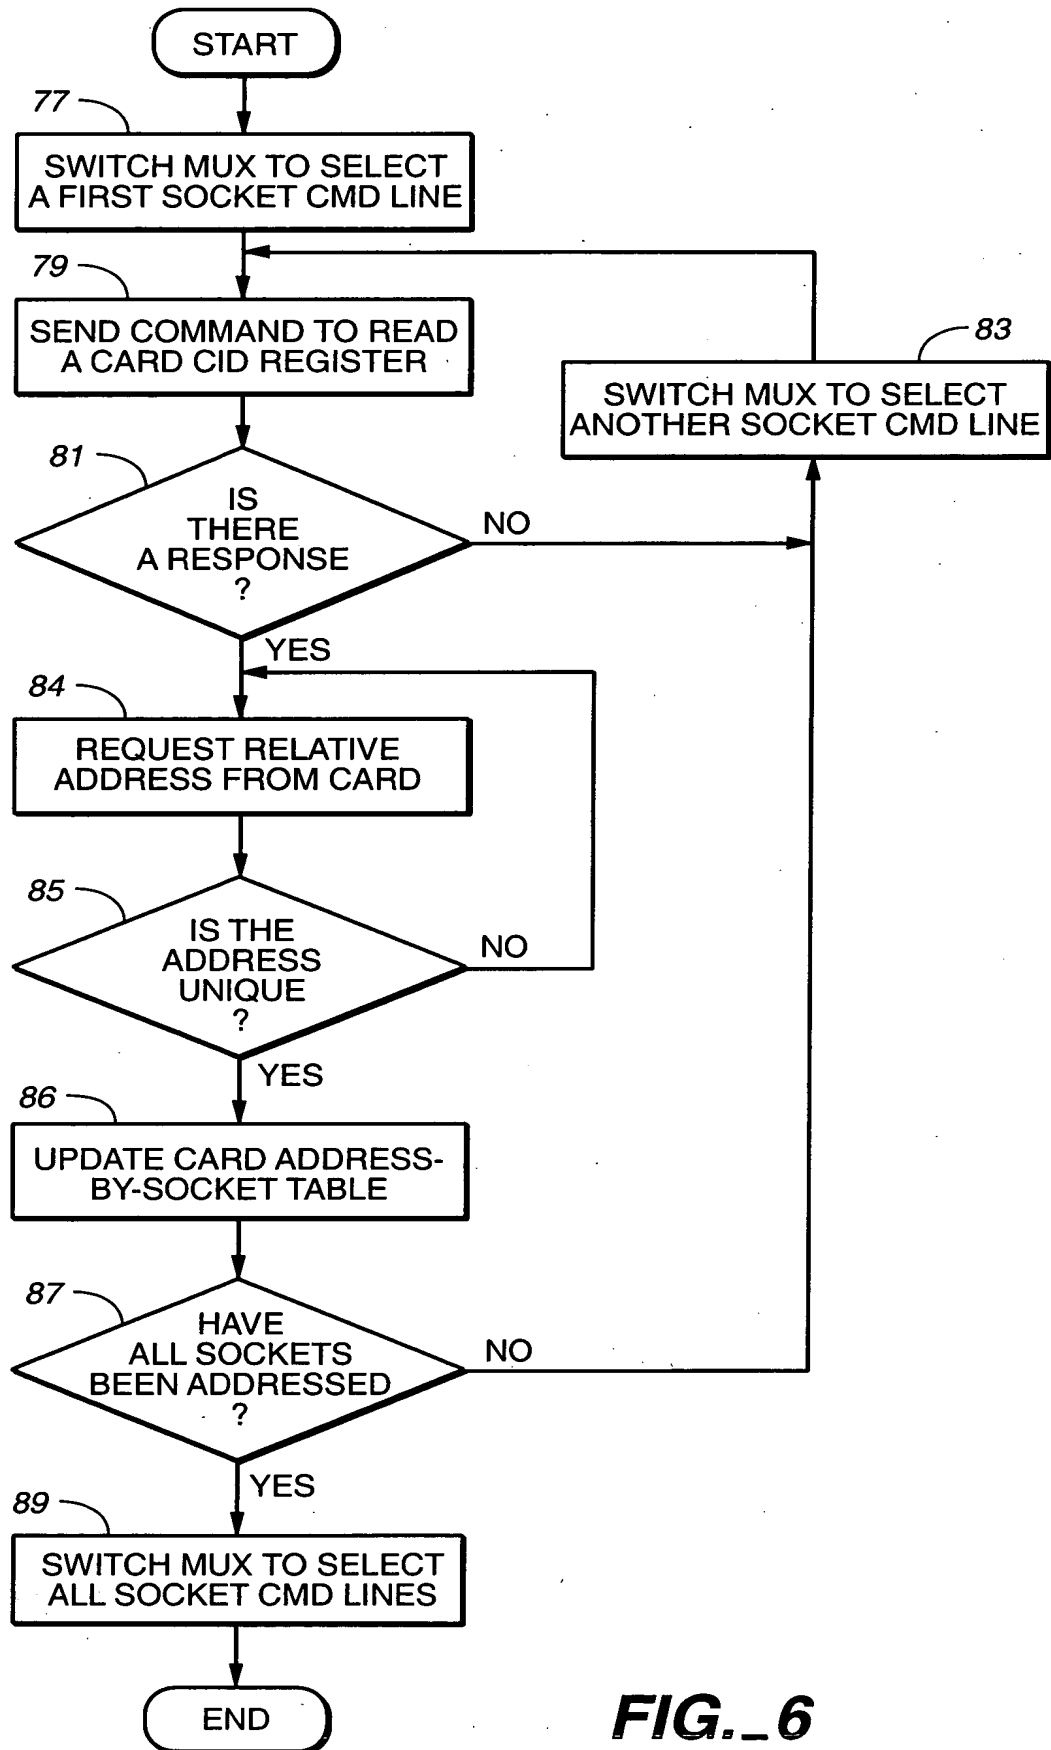 START
77
SWITCH MUX TO SELECT
A FIRST SOCKET CMD LINE
79
SEND COMMAND TO READ
A CARD CID REGISTER
83
SWITCH MUX TO SELECT
ANOTHER SOCKET CMD LINE
81
IS
THERE
A RESPONSE
?
NO
YES
84
REQUEST RELATIVE
ADDRESS FROM CARD
85
IS THE
ADDRESS
UNIQUE
?
NO
YES
86
UPDATE CARD ADDRESS-
BY-SOCKET TABLE
87
HAVE
ALL SOCKETS
BEEN ADDRESSED
?
NO
YES
89
SWITCH MUX TO SELECT
ALL SOCKET CMD LINES
END
FIG._6